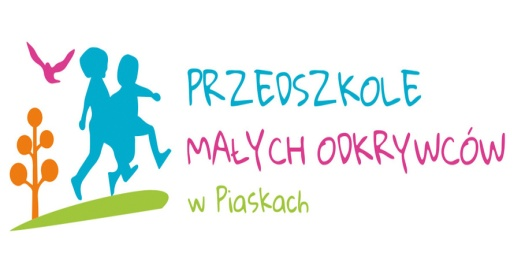 PRZEDSZKOLE
MAŁYCH ODKRYWCÓW
w Piaskach